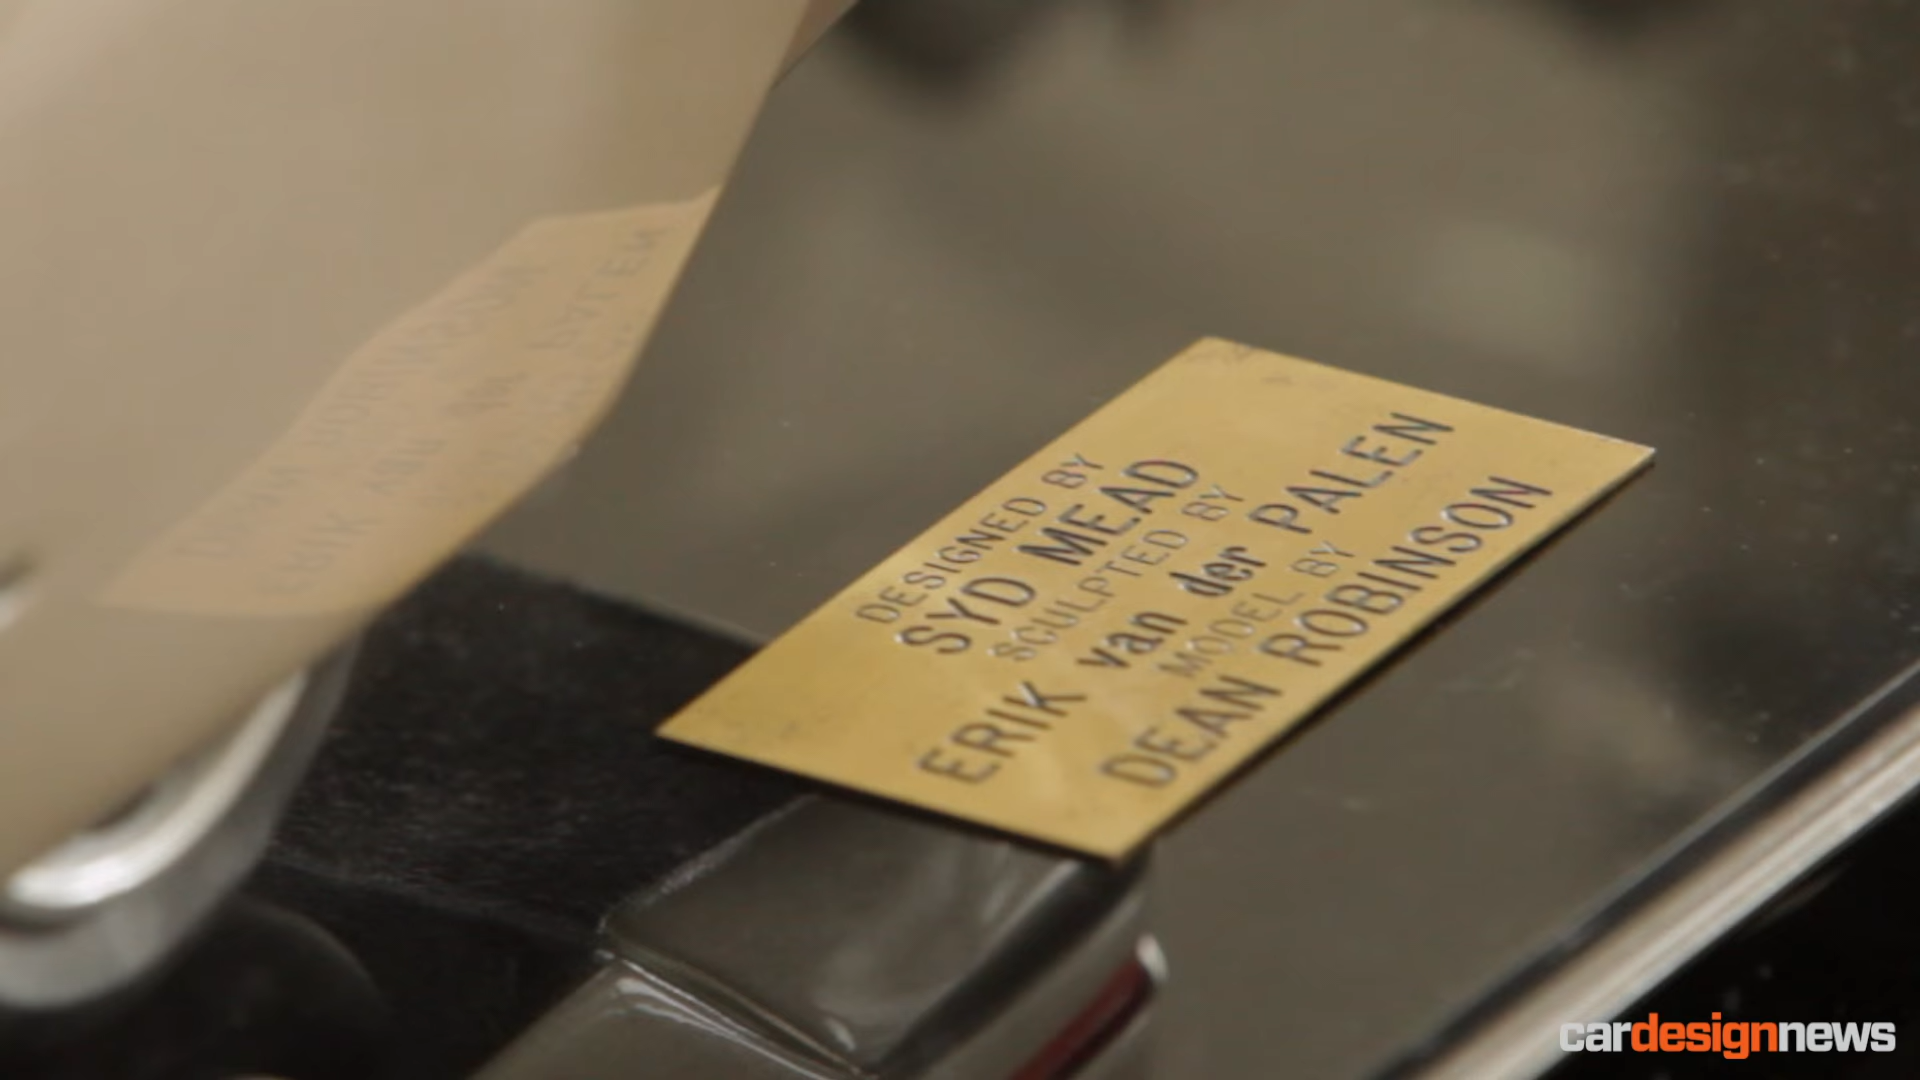 DESIGNED BY
SYD MEAD
SCULPTED BY
ERIK van der PALEN
MODEL BY
DEAN ROBINSON
cardesignnews